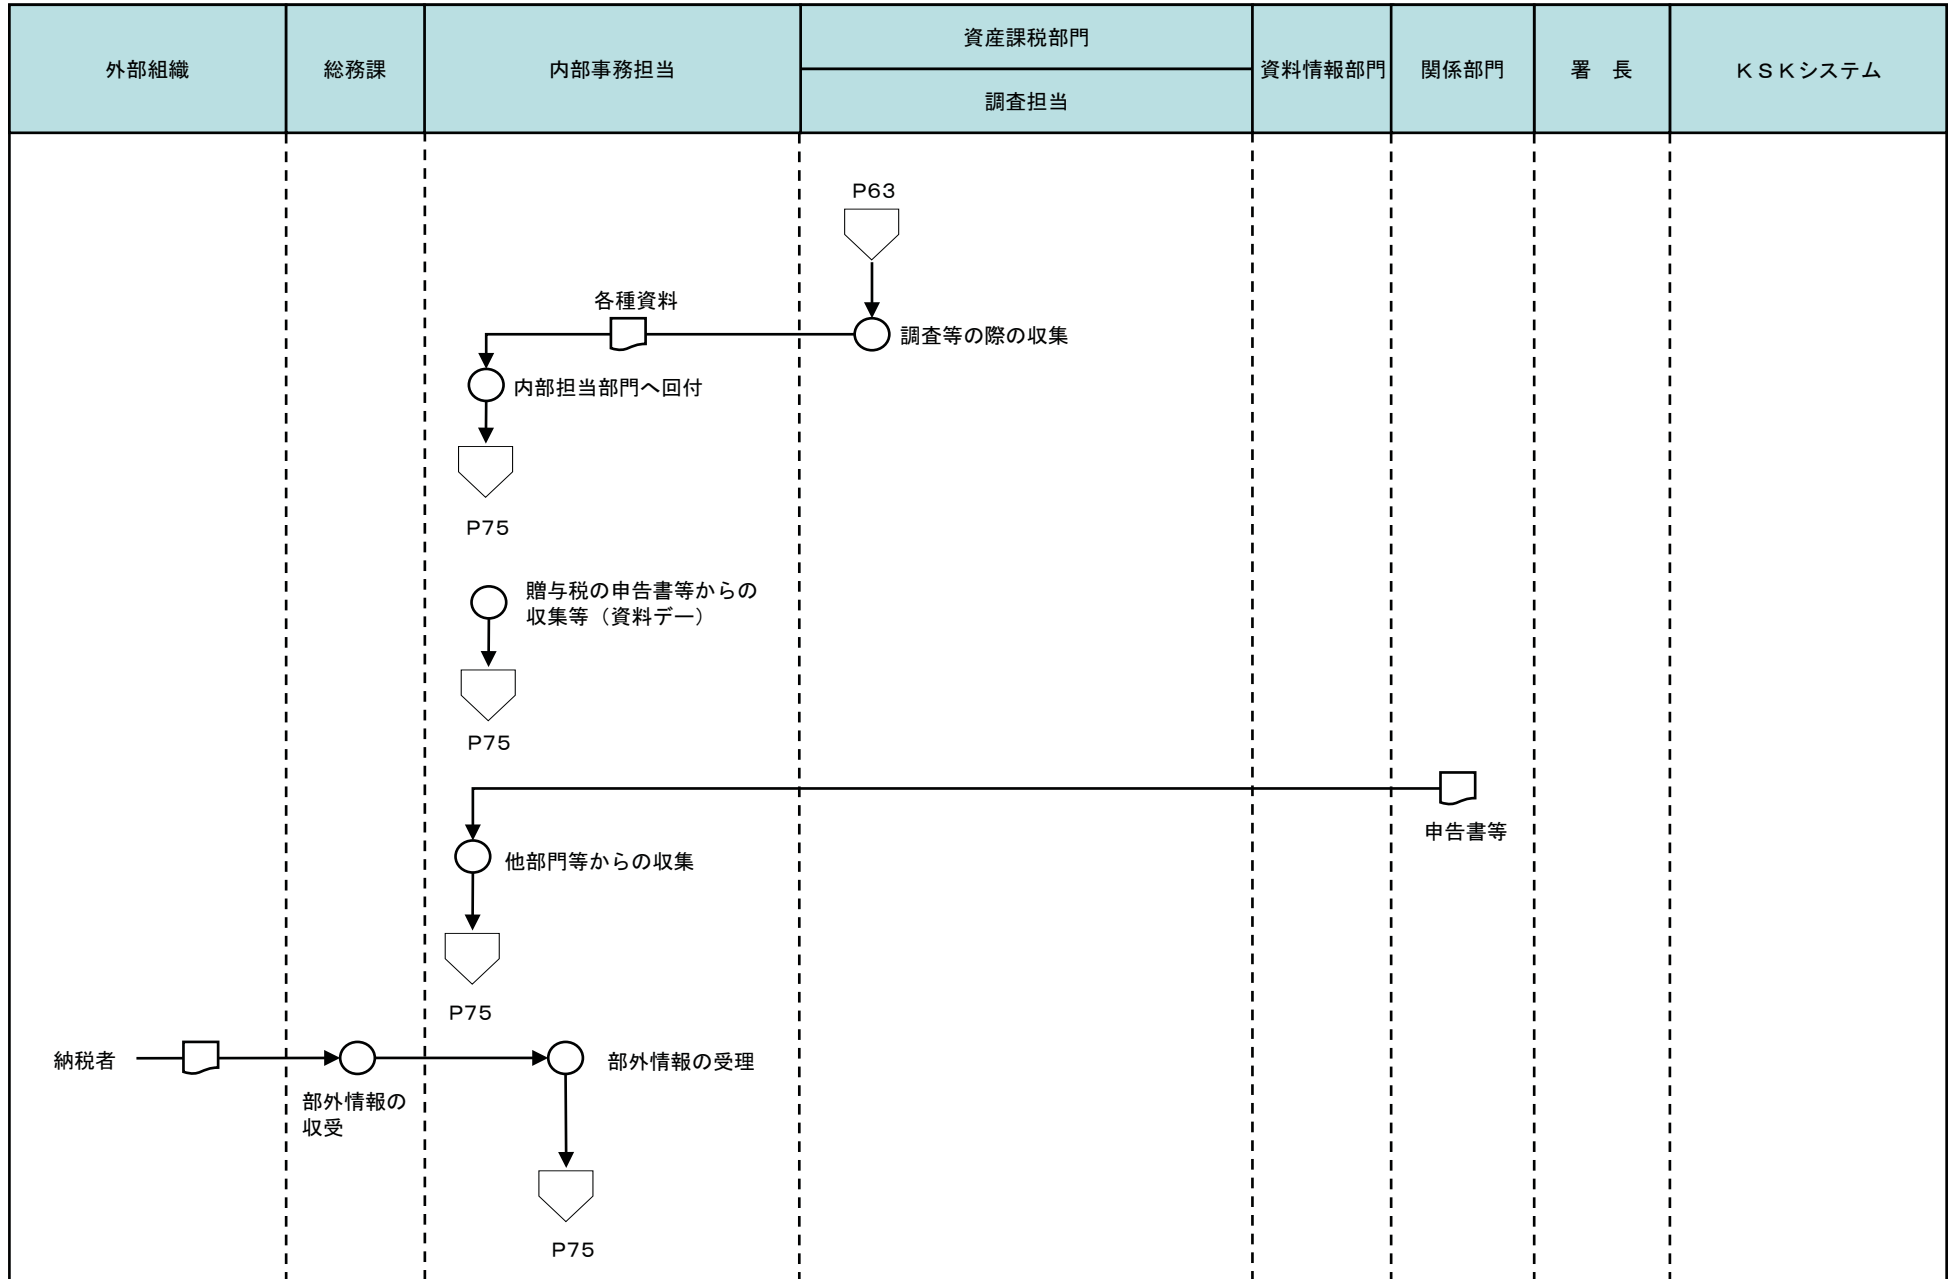 外部組織
総務課
内部事務担当
資産課税部門
調査担当
資料情報部門
関係部門
署　長
ＫＳＫシステム
P63
各種資料
調査等の際の収集
内部担当部門へ回付
P75
贈与税の申告書等からの
収集等（資料デー）
P75
申告書等
他部門等からの収集
P75
納税者
部外情報の受理
部外情報の
収受
P75